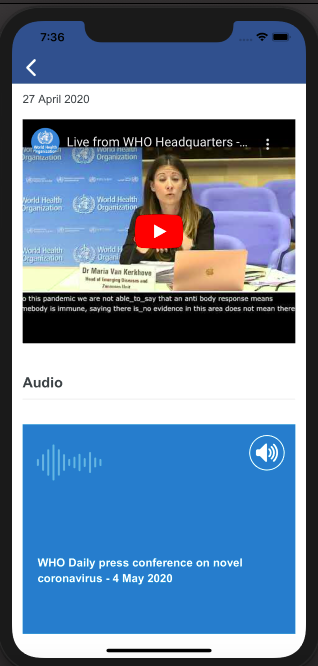 7:36
27 April 2020
World Health Organization
Live from WHO Headquarters -...
World Health
Organization
Dr Maria Van Kerkhove
Head of Emerging Diseases and
Zoonoses Unit
o this pandemic we are not able_to_say that an anti body response means
mebody is immune, saying there is_no evidence in this area does not mean there
Audio
WHO Daily press conference on novel
coronavirus - 4 May 2020